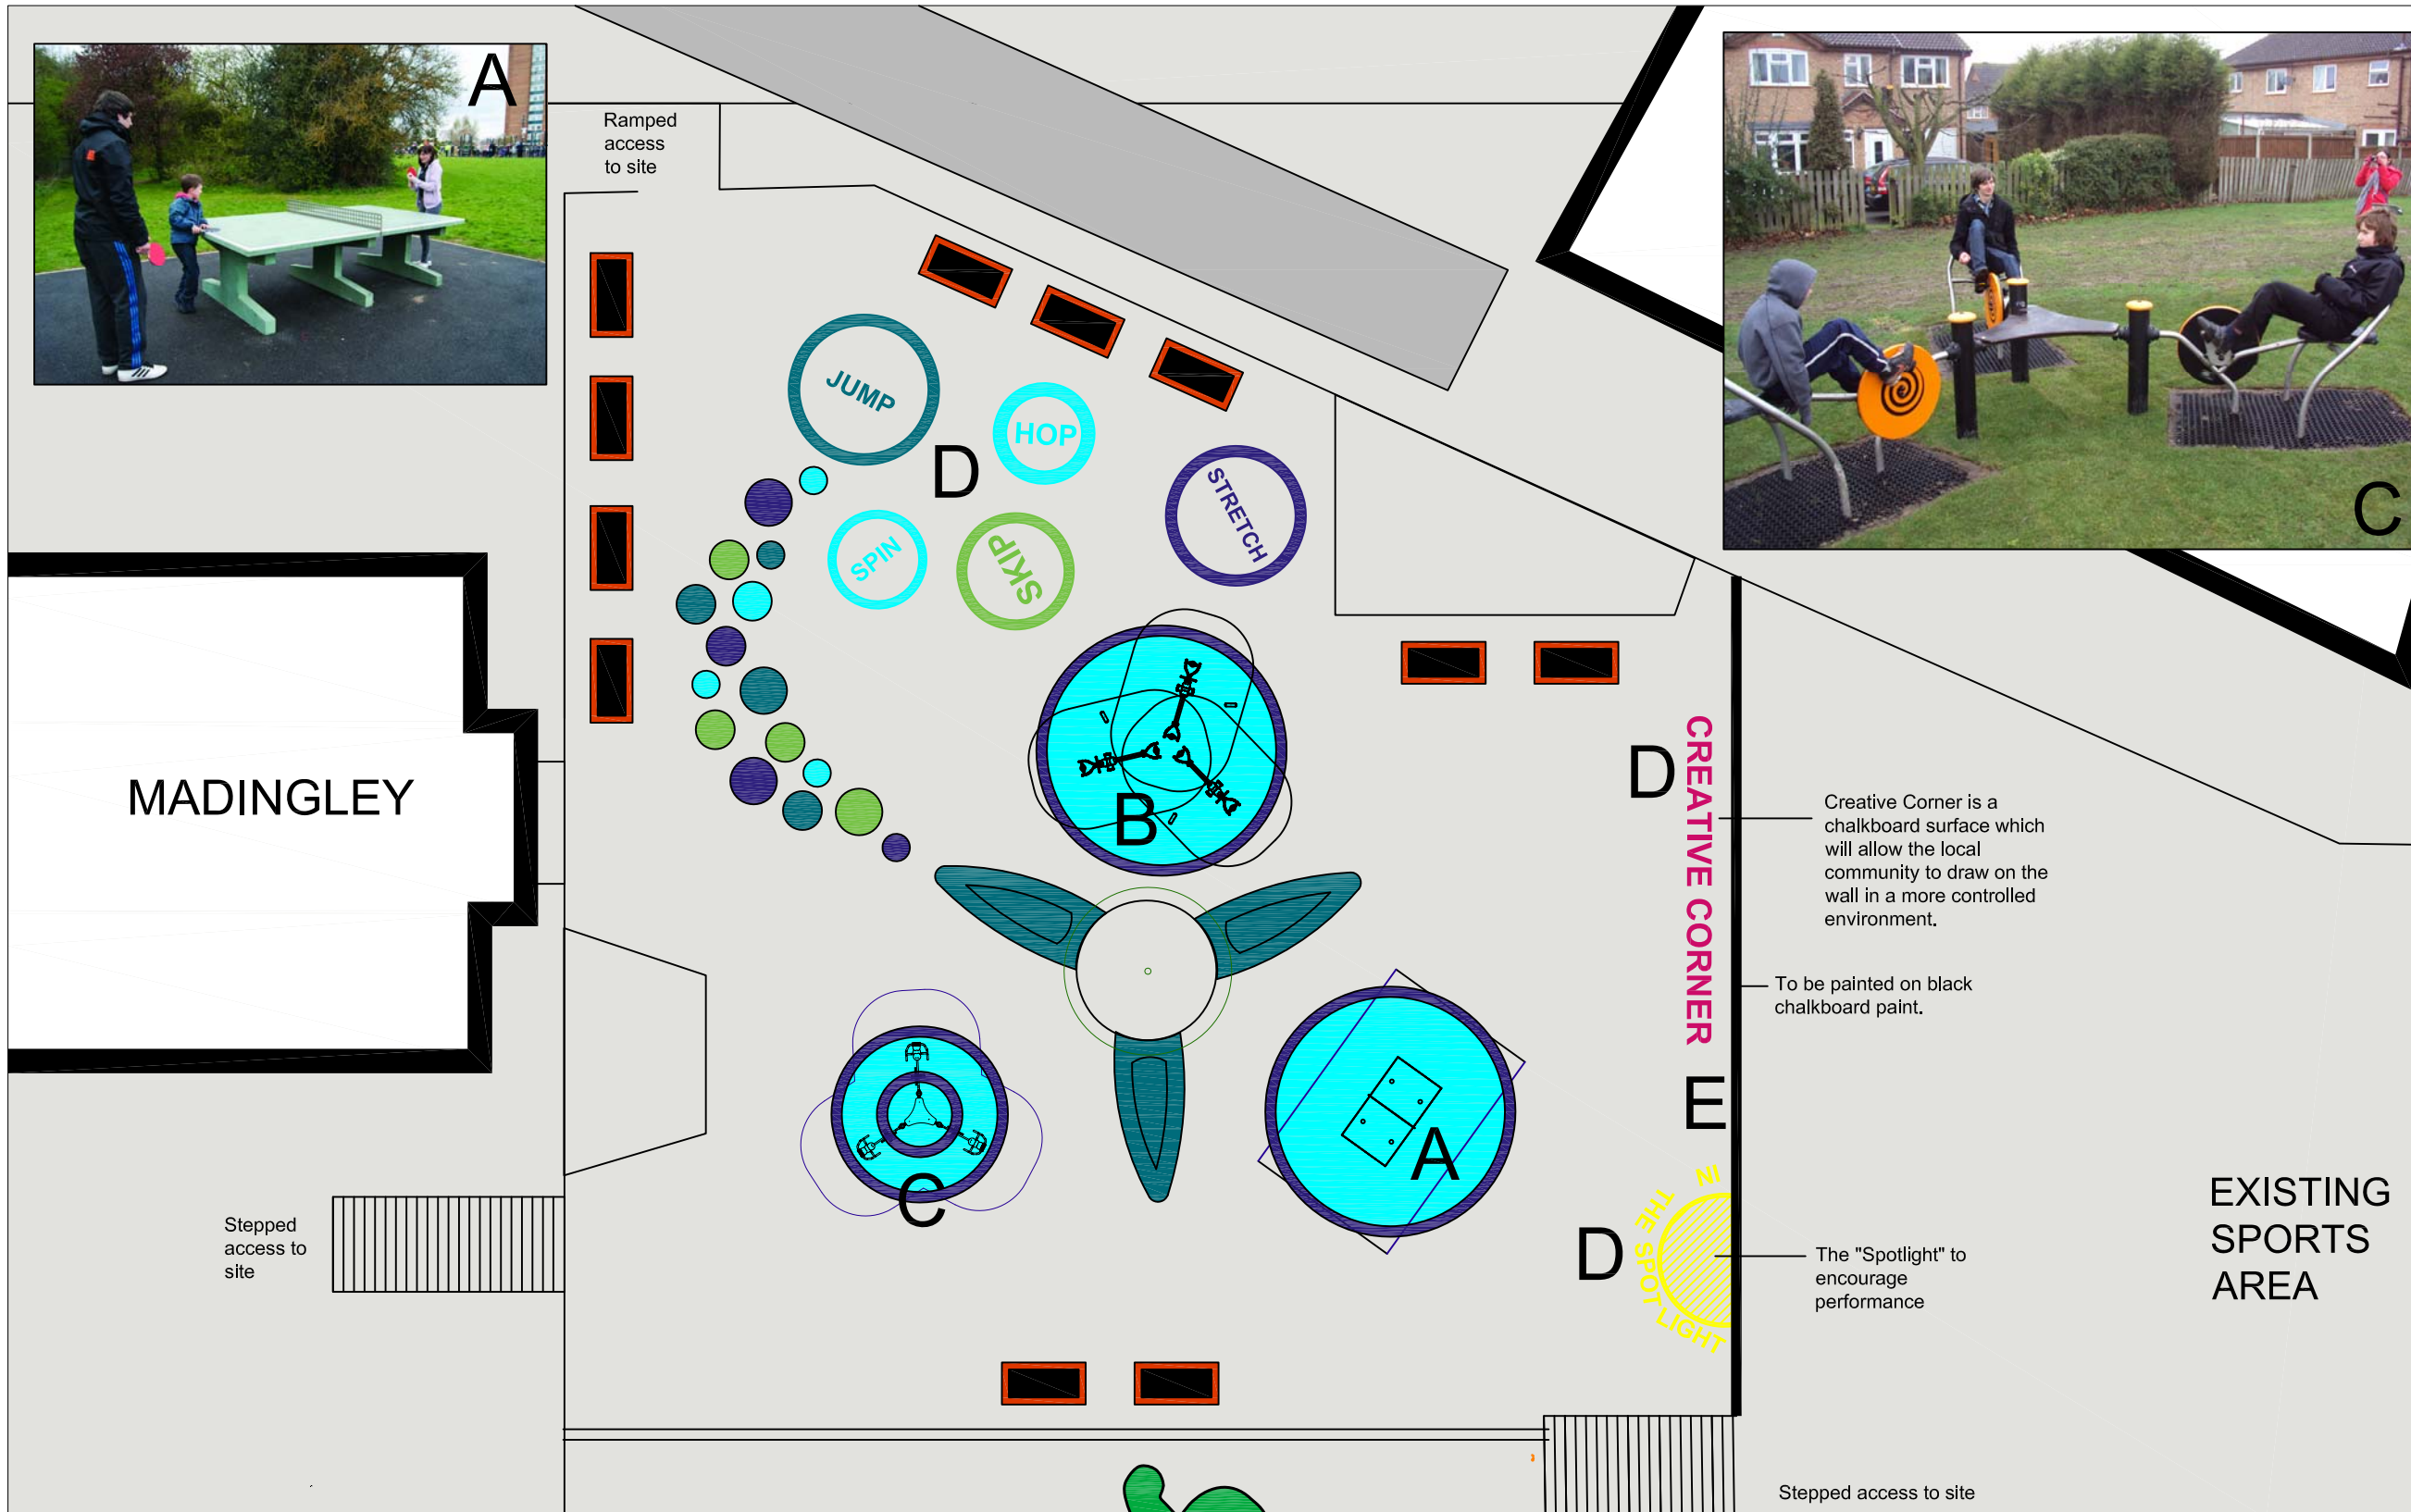 A
Ramped
access
to site
C
JUMP
HOP
D
STRETCH
SPIN
SKIP
MADINGLEY
B
D
CREATIVE CORNER
Creative Corner is a
chalkboard surface which
will allow the local
community to draw on the
wall in a more controlled
environment.
To be painted on black
chalkboard paint.
E
A
C
IN
THE SPOTLIGHT
D
Stepped
access to
site
The "Spotlight" to
encourage
performance
EXISTING
SPORTS
AREA
Stepped access to site